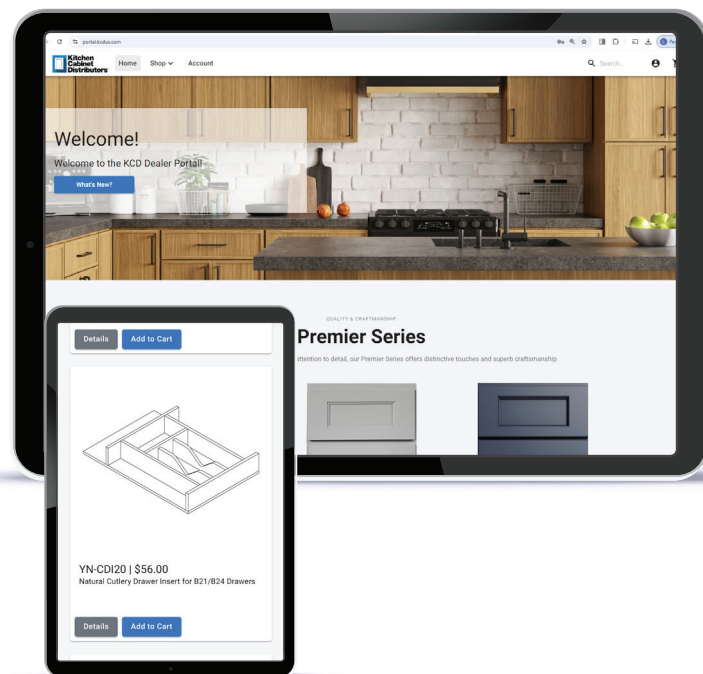 portal.kcdus.com
Kitchen
Cabinet
Distributors
Home Shop Account
Search...
Welcome!
Welcome to the KCD Dealer Portal!
What's New?
QUALITY & CRAFTMANSHIP
Premier Series
attention to detail, our Premier Series offers distinctive touches and superb craftsmanship
Details Add to Cart
YN-CDI20 | $56.00
Natural Cutlery Drawer Insert for B21/B24 Drawers
Details Add to Cart